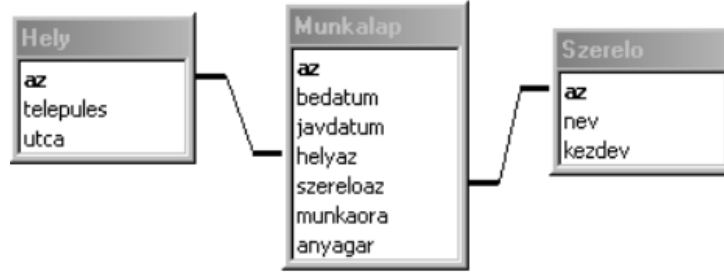 Hely
az
telepules
utca
Munkalap
az
bedatum
javdatum
helyaz
szereloaz
munkaora
anyagar
Szerelo
az
nev
kezdev